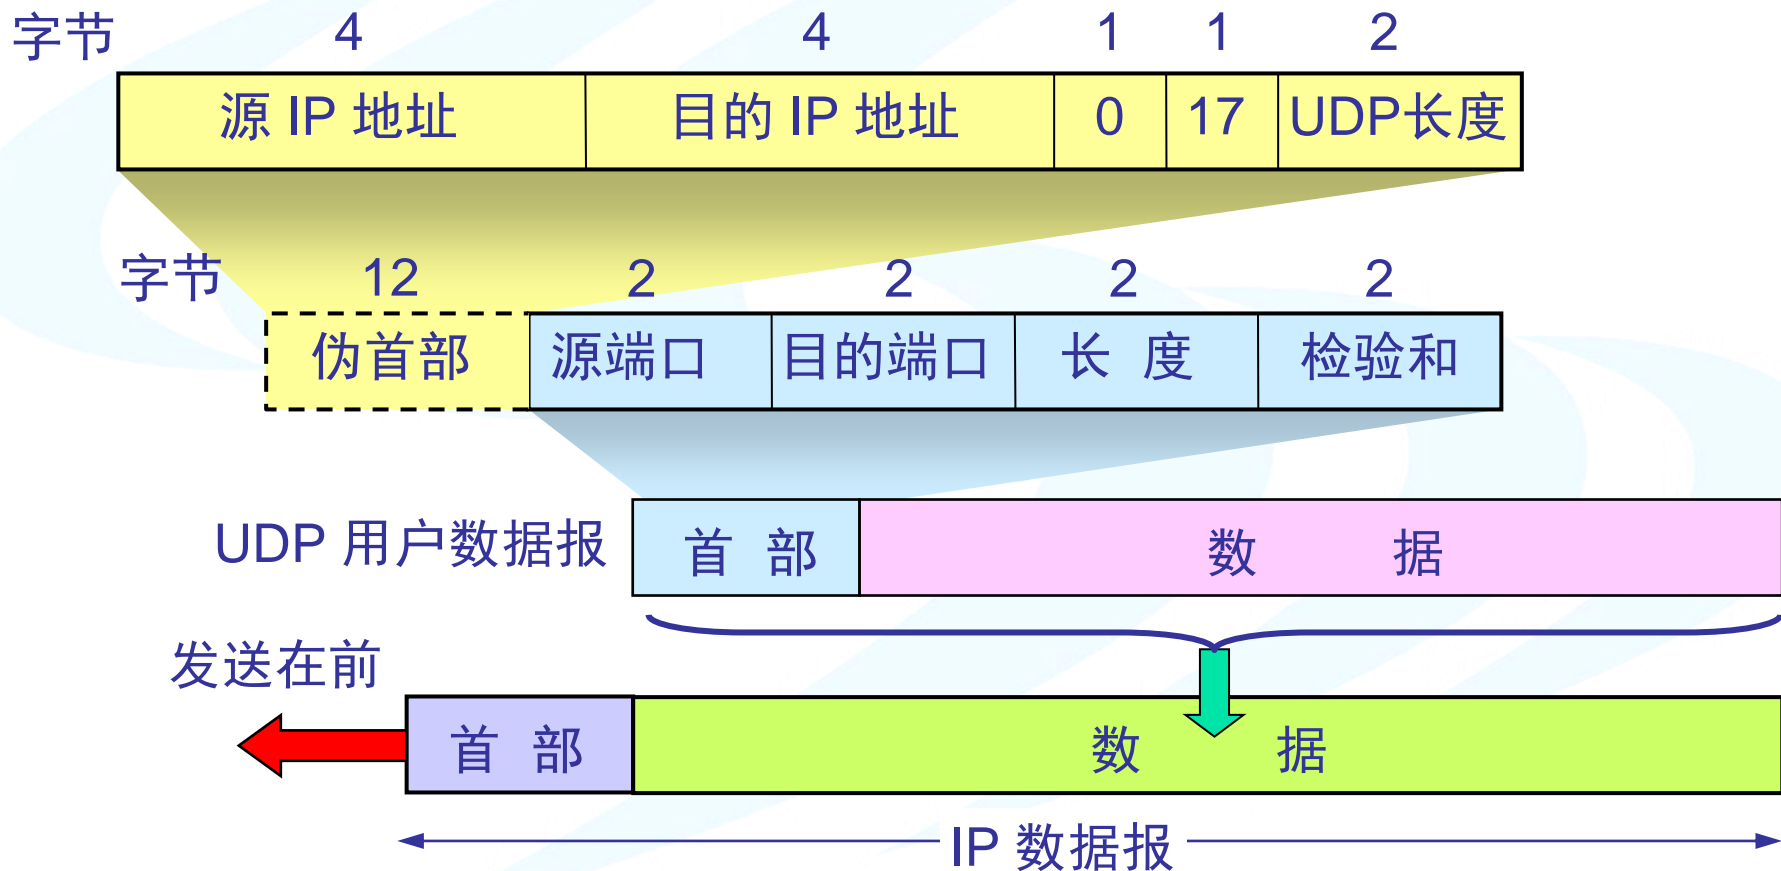 字节 4 4 1 1 2
源 IP 地址 目的 IP 地址 0 17 UDP长度
字节 12 2 2 2 2
伪首部 源端口 目的端口 长 度 检验和
UDP 用户数据报 首 部 数 据
发送在前
首 部 数 据
IP 数据报